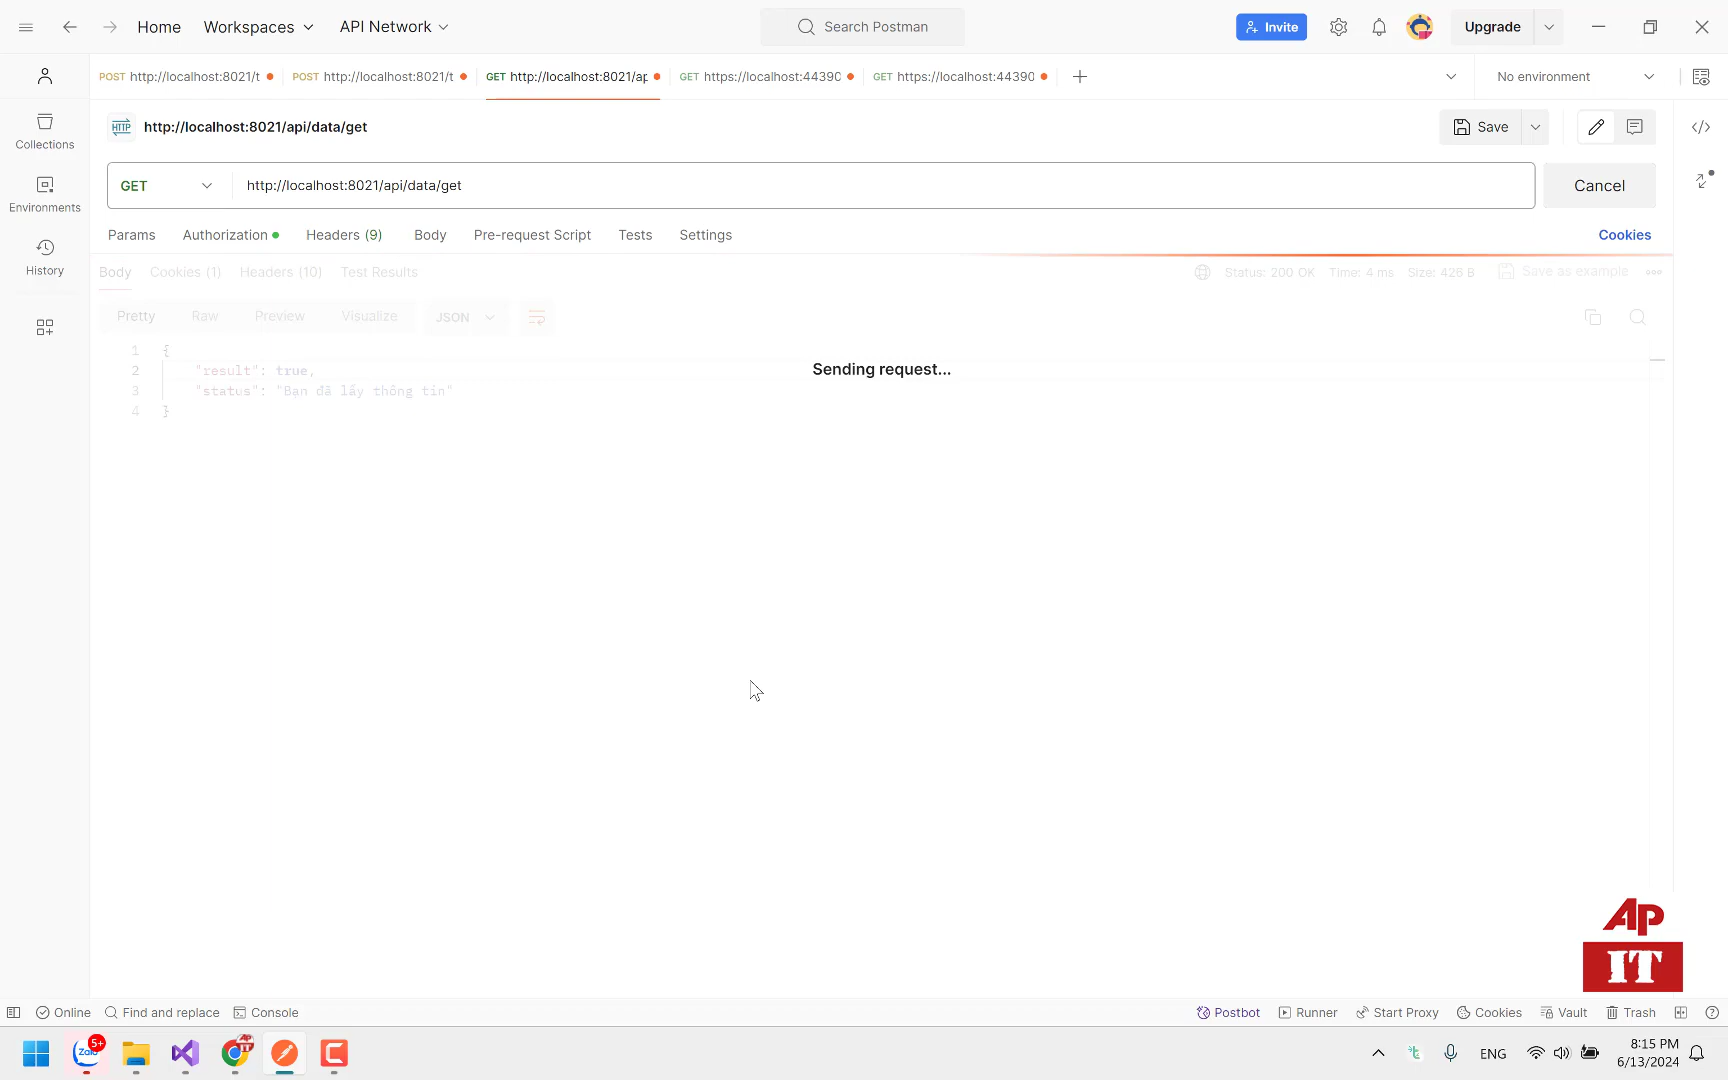 Home Workspaces API Network Search Postman Invite Upgrade
POST http://localhost:8021/t POST http://localhost:8021/t GET http://localhost:8021/ap GET https://localhost:44390 GET https://localhost:44390 No environment
HTTP http://localhost:8021/api/data/get Save
Collections
GET http://localhost:8021/api/data/get Cancel
Environments
Params Authorization Headers (9) Body Pre-request Script Tests Settings Cookies
History
Body Cookies (1) Headers (10) Test Results Status: 200 OK Time: 4 ms Size: 426 B Save as example
Pretty Raw Preview Visualize JSON
1 {
2 "result": true,
Sending request...
3 "status": "Bạn đã lấy thông tin"
4 }
AP
IT
Online Find and replace Console Postbot Runner Start Proxy Cookies Vault Trash
Zalo 5+ AP IT ENG 8:15 PM
6/13/2024